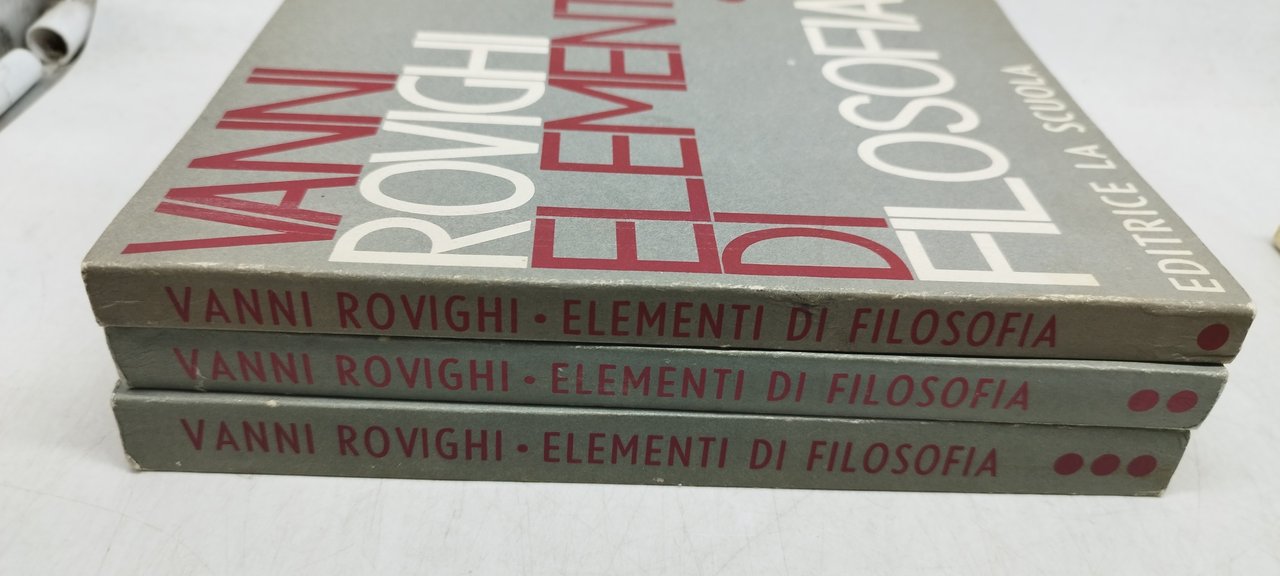 VANNI
ROVIGHI
ELEMENTI
DI
FILOSOFIA
EDITRICE LA SCUOLA
VANNI ROVIGHI • ELEMENTI DI FILOSOFIA
VANNI ROVIGHI • ELEMENTI DI FILOSOFIA
VANNI ROVIGHI • ELEMENTI DI FILOSOFIA